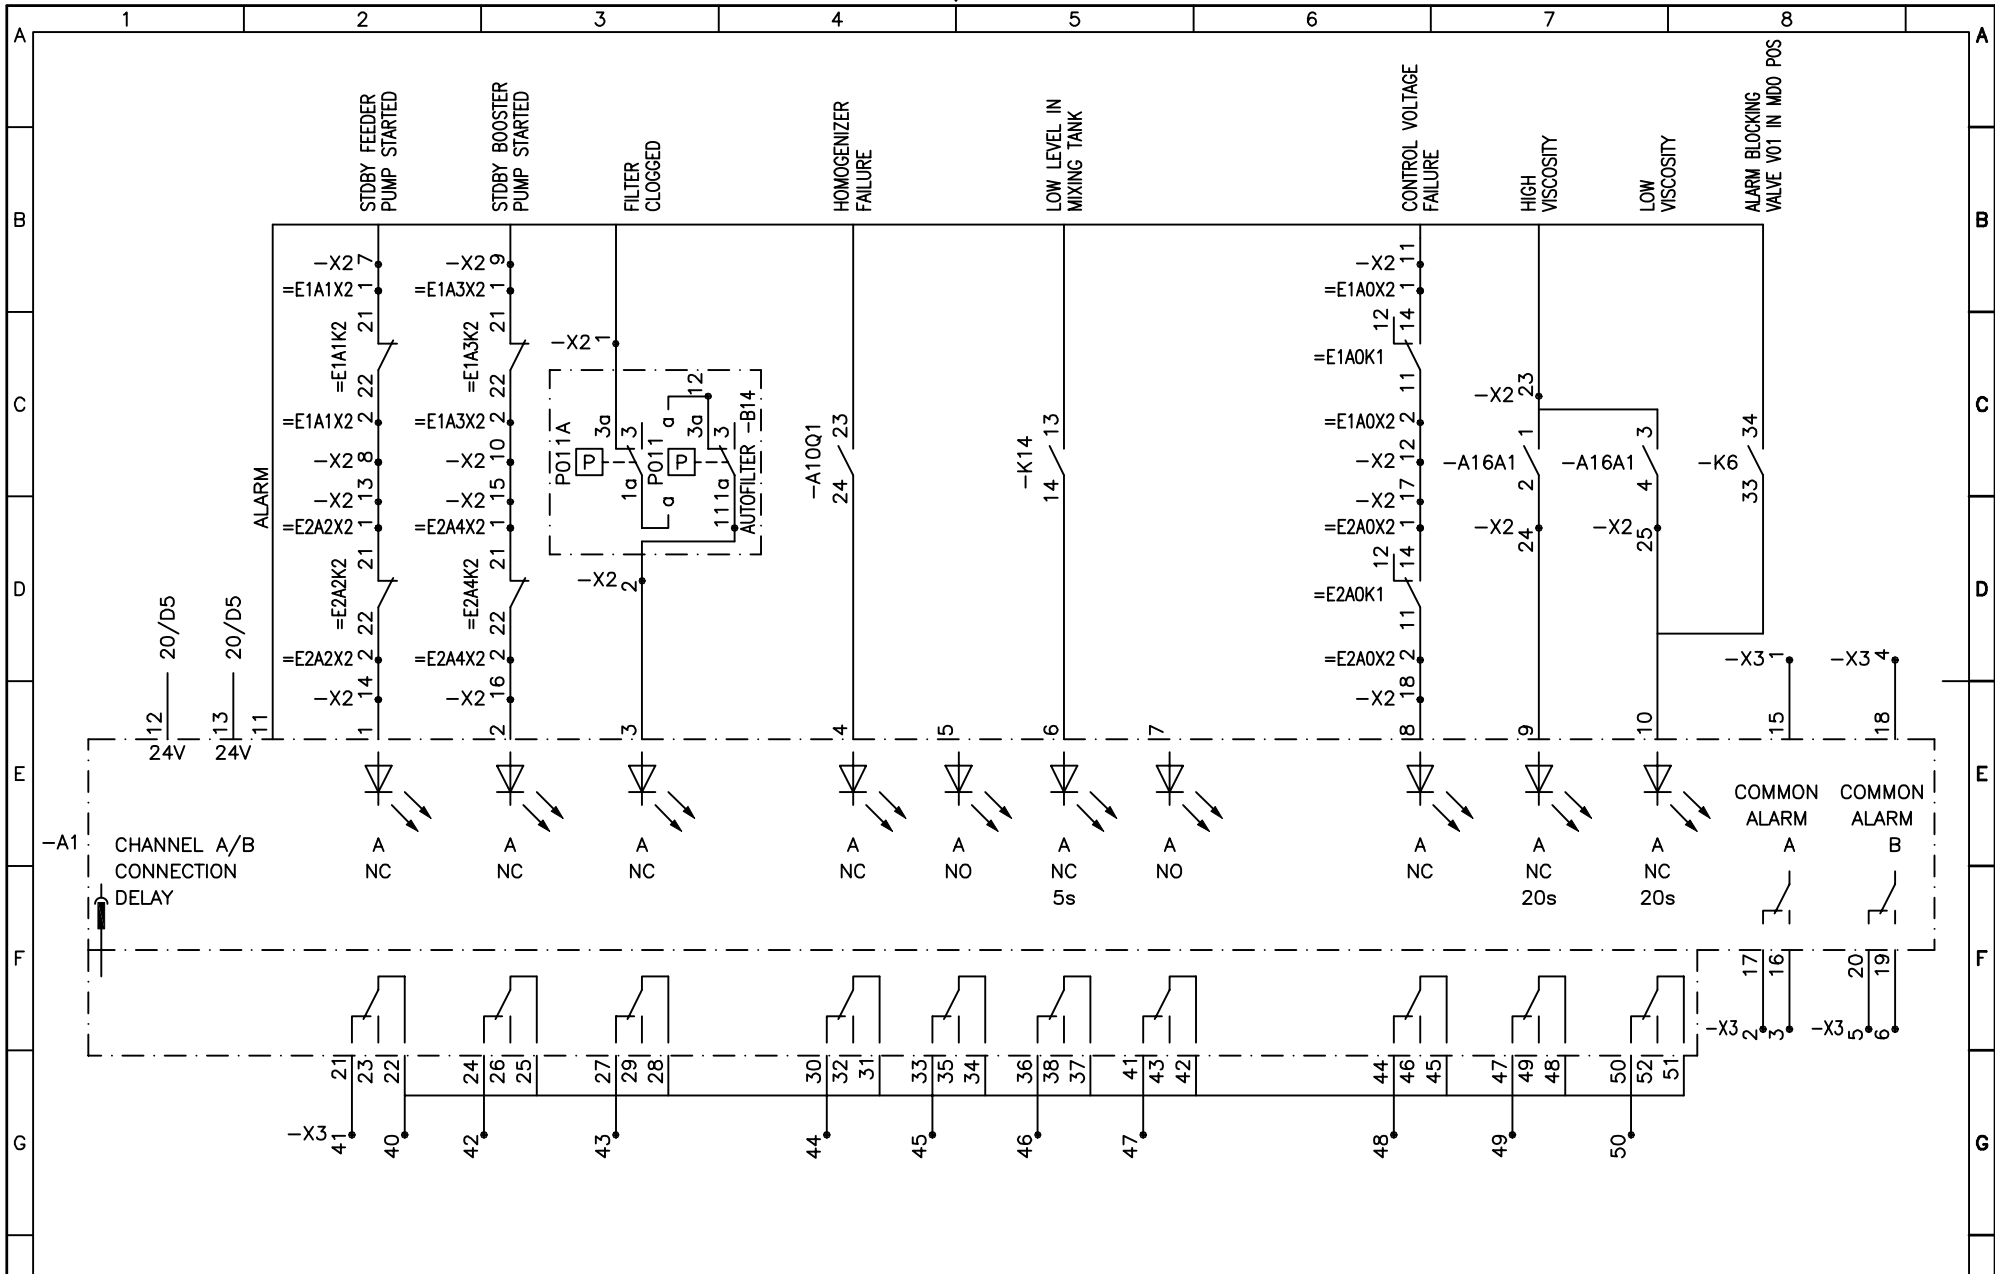 1 2 3 4 5 6 7 8
A A
STDBY FEEDER
PUMP STARTED
STDBY BOOSTER
PUMP STARTED
FILTER
CLOGGED
HOMOGENIZER
FAILURE
LOW LEVEL IN
MIXING TANK
CONTROL VOLTAGE
FAILURE
HIGH
VISCOSITY
LOW
VISCOSITY
ALARM BLOCKING
VALVE V01 IN MDO POS
B B
-X2 7
=E1A1X2 1
21
=E1A1K2
22
=E1A1X2 2
-X2 8
-X2 13
=E2A2X2 1
21
=E2A2K2
22
=E2A2X2 2
-X2 14
-X2 9
=E1A3X2 1
21
=E1A3K2
22
=E1A3X2 2
-X2 10
-X2 15
=E2A4X2 1
21
=E2A4K2
22
=E2A4X2 2
-X2 16
-X2 1
P011A
P
3a 3
1a
P011
P
a
12
3a 3
a
11 1a
AUTOFILTER -B14
-X2 2
-A10Q1
23
24
-K14
13
14
-X2 11
=E1A0X2 1
12 14
=E1A0K1
11
=E1A0X2 2
-X2 12
-X2 17
=E2A0X2 1
12 14
=E2A0K1
11
=E2A0X2 2
-X2 18
-X2 23
-A16A1
1
2
-X2 24
-A16A1
3
4
-X2 25
-K6
34
33
C C
D D
ALARM
20/D5
20/D5
-X3 1
-X3 4
12 13 11 1 2 3 4 5 6 7 8 9 10 15 18
24V 24V
E E
-A1
CHANNEL A/B
CONNECTION
DELAY
A
NC
A
NC
A
NC
A
NC
A
NO
A
NC
5s
A
NO
A
NC
A
NC
20s
A
NC
20s
COMMON
ALARM
A
COMMON
ALARM
B
F F
17 16 20 19
-X3 2 3
-X3 5 6
21 23 22 24 26 25 27 29 28 30 32 31 33 35 34 36 38 37 41 43 42 44 46 45 47 49 48 50 52 51
G G
-X3 41 40 42 43 44 45 46 47 48 49 50